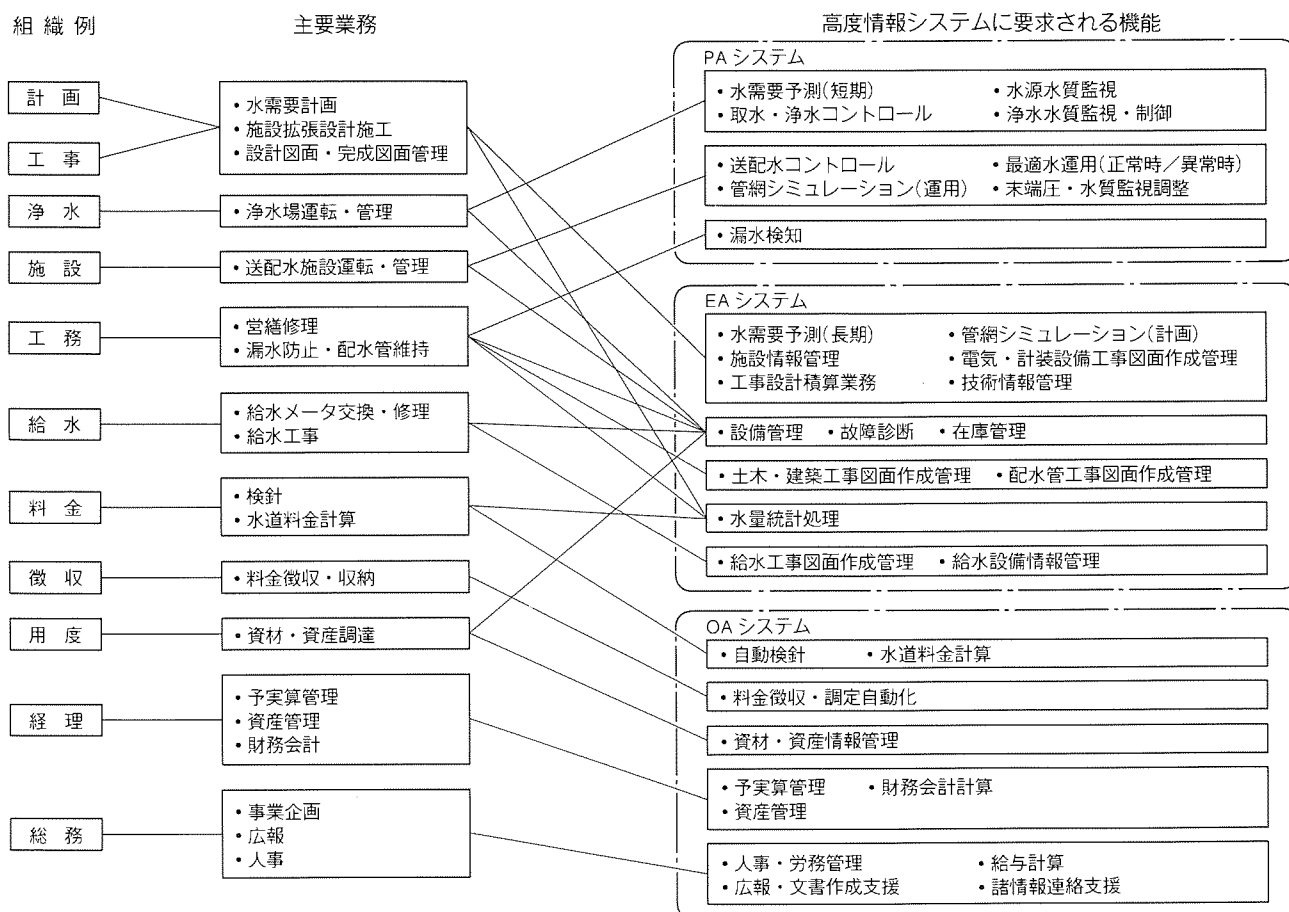 組織例
主要業務
高度情報システムに要求される機能
計画
工事
• 水需要計画
• 施設拡張設計施工
• 設計図面・完成図面管理
浄水
• 浄水場運転・管理
施設
• 送配水施設運転・管理
工務
• 営繕修理
• 漏水防止・配水管維持
給水
• 給水メータ交換・修理
• 給水工事
料金
• 検針
• 水道料金計算
徴収
• 料金徴収・収納
用度
• 資材・資産調達
経理
• 予実算管理
• 資産管理
• 財務会計
総務
• 事業企画
• 広報
• 人事
PAシステム
• 水需要予測(短期) • 水源水質監視
• 取水・浄水コントロール • 浄水水質監視・制御
• 送配水コントロール • 最適水運用(正常時/異常時)
• 管網シミュレーション(運用) • 末端圧・水質監視調整
• 漏水検知
EAシステム
• 水需要予測(長期) • 管網シミュレーション(計画)
• 施設情報管理 • 電気・計装設備工事図面作成管理
• 工事設計積算業務 • 技術情報管理
• 設備管理 • 故障診断 • 在庫管理
• 土木・建築工事図面作成管理 • 配水管工事図面作成管理
• 水量統計処理
• 給水工事図面作成管理 • 給水設備情報管理
OAシステム
• 自動検針 • 水道料金計算
• 料金徴収・調定自動化
• 資材・資産情報管理
• 予実算管理 • 財務会計計算
• 資産管理
• 人事・労務管理 • 給与計算
• 広報・文書作成支援 • 諸情報連絡支援